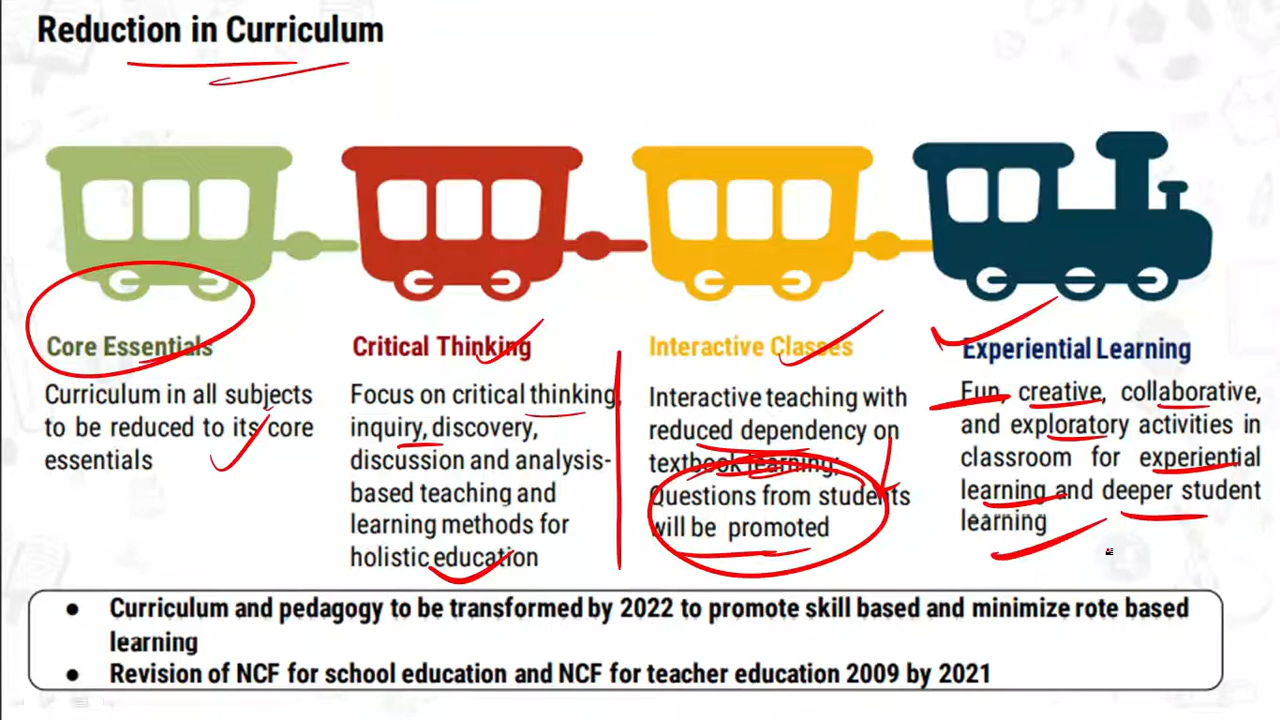 Reduction in Curriculum
Core Essentials
Curriculum in all subjects
to be reduced to its core
essentials
Critical Thinking
Focus on critical thinking,
inquiry, discovery,
discussion and analysis-
based teaching and
learning methods for
holistic education
Interactive Classes
Interactive teaching with
reduced dependency on
textbook learning;
Questions from students
will be promoted
Experiential Learning
Fun, creative, collaborative,
and exploratory activities in
classroom for experiential
learning and deeper student
learning
● Curriculum and pedagogy to be transformed by 2022 to promote skill based and minimize rote based
learning
● Revision of NCF for school education and NCF for teacher education 2009 by 2021